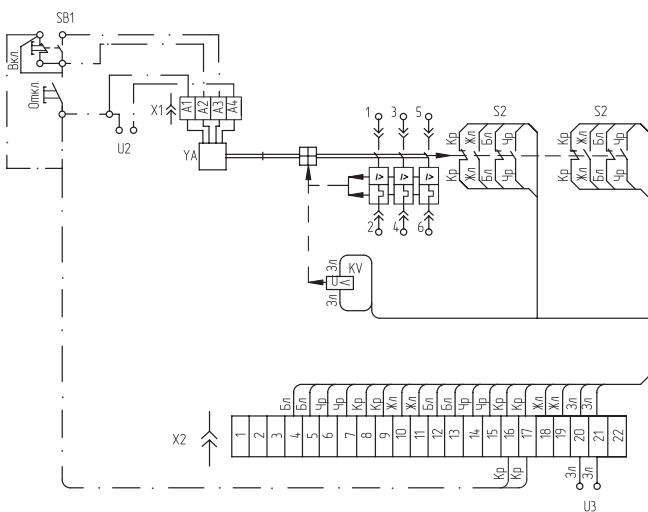 SB1
Вкл.
Откл.
U2
X1
A1 A2 A3 A4
YA
1 3 5
I> I> I>
2 4 6
S2
Кр Жл Бл Чр
Кр Жл Бл Чр
S2
Кр Жл Бл Чр
Кр Жл Бл Чр
Зл
KV
U<
Зл
Бл Бл Чр Чр Кр Кр Жл Жл Бл Бл Чр Чр Кр Кр Жл Жл Зл Зл
X2
1 2 3 4 5 6 7 8 9 10 11 12 13 14 15 16 17 18 19 20 21 22
Кр Кр Зл Зл
U3